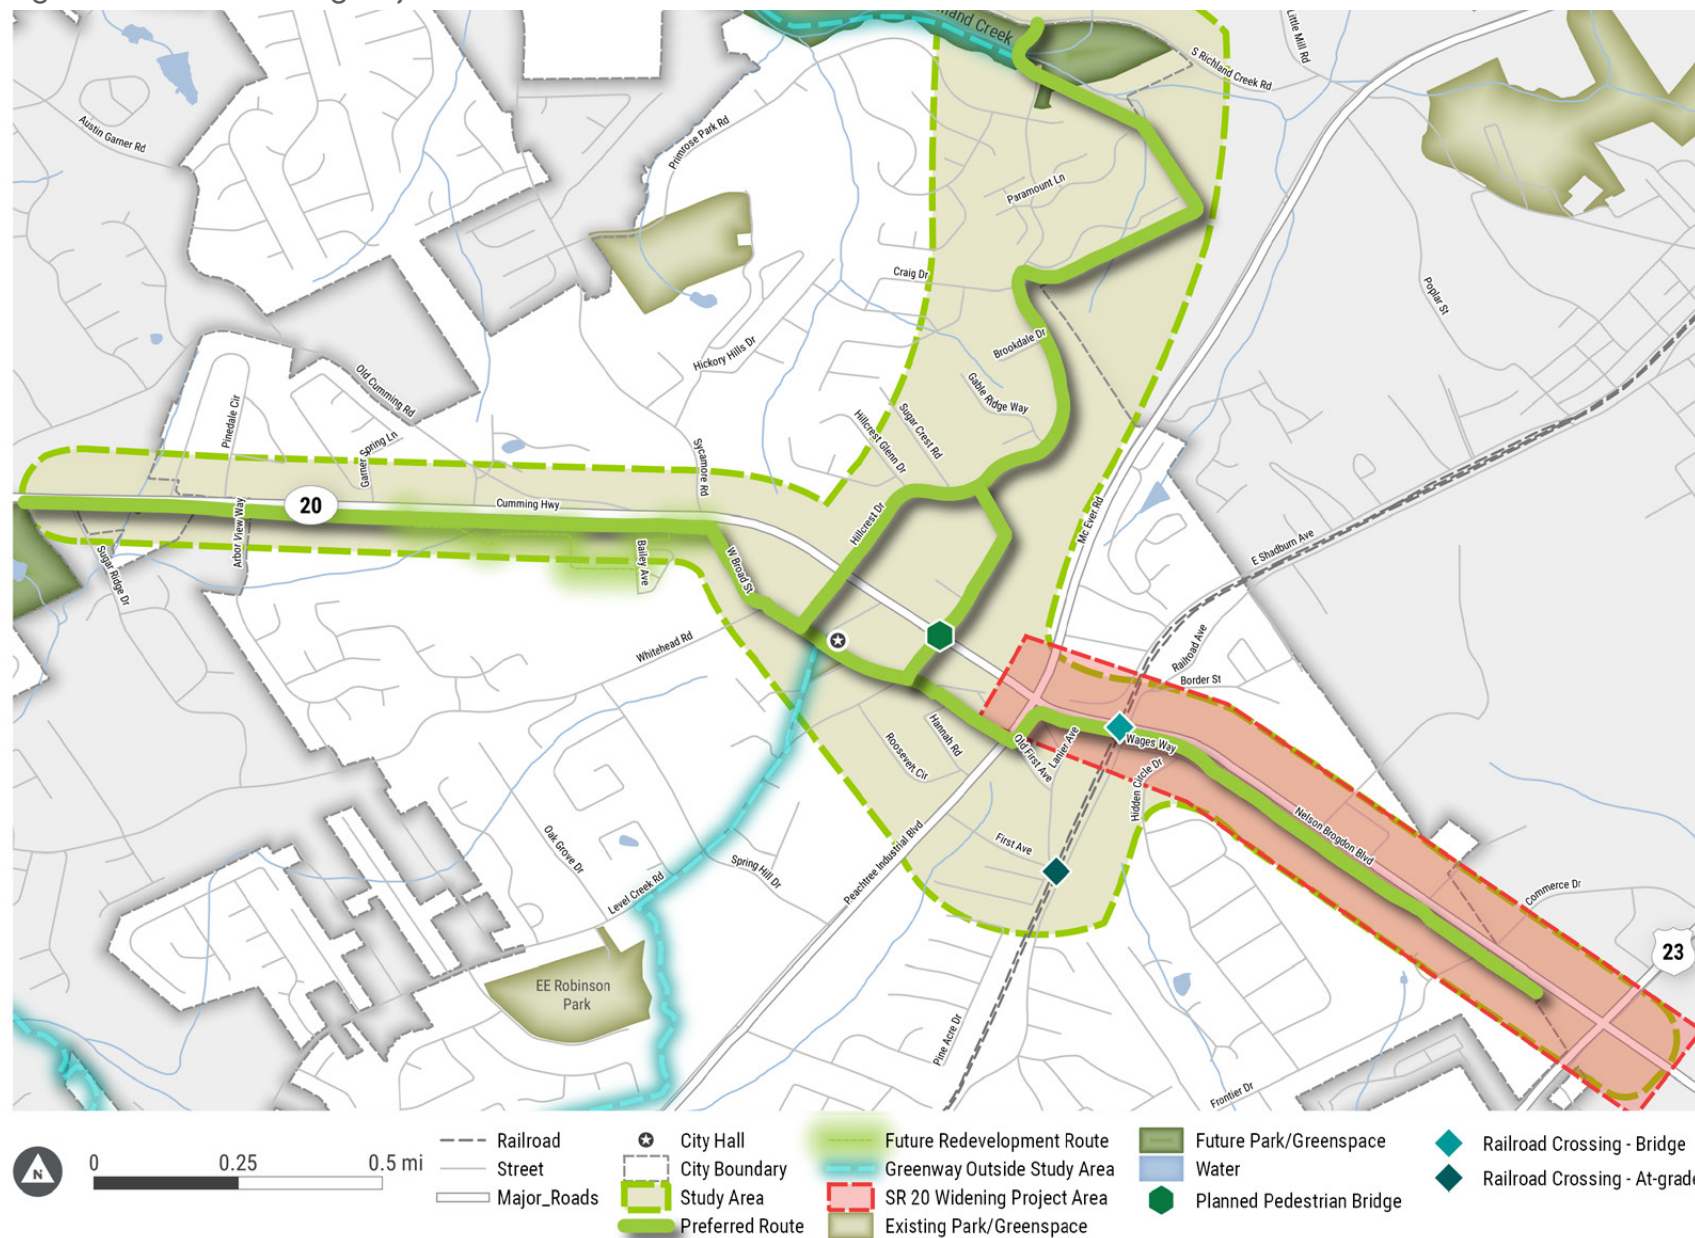 hland Creek
Little Mill Rd
S Richland Creek Rd
Austin Garner Rd
Primrose Park Rd
Paramount Ln
Craig Dr
Poplar St
Brookdale Dr
Hickory Hills Dr
Old Cumming Rd
Gable Ridge Way
Pinedale Cir
Sugar Crest Rd
Hillcrest Glenn Dr
Garner Spring Ln
Sycamore Rd
20
Cumming Hwy
Hillcrest Dr
Mc Ever Rd
Arbor View Way
Sugar Ridge Dr
Bailey Ave
W Broad St
E Shadburn Ave
Whitehead Rd
Railroad Ave
Border St
Hannah Rd
Roosevelt Cir
Old First Ave
Lanier Ave
Wages Way
Hidden Circle Dr
Nelson Brogdon Blvd
Oak Grove Dr
Spring Hill Dr
Level Creek Rd
Peachtree Industrial Blvd
First Ave
Commerce Dr
23
EE Robinson
Park
Pine Acre Dr
Frontier Dr
N
0 0.25 0.5 mi
Railroad
Street
Major_Roads
City Hall
City Boundary
Study Area
Preferred Route
Future Redevelopment Route
Greenway Outside Study Area
SR 20 Widening Project Area
Existing Park/Greenspace
Future Park/Greenspace
Water
Planned Pedestrian Bridge
Railroad Crossing - Bridge
Railroad Crossing - At-grade